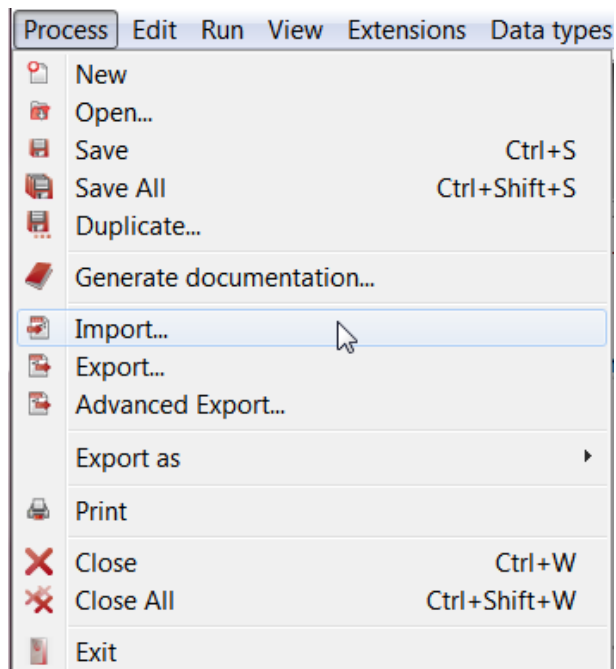 Process Edit Run View Extensions Data types
New
Open...
Save Ctrl+S
Save All Ctrl+Shift+S
Duplicate...
Generate documentation...
Import...
Export...
Advanced Export...
Export as
Print
Close Ctrl+W
Close All Ctrl+Shift+W
Exit